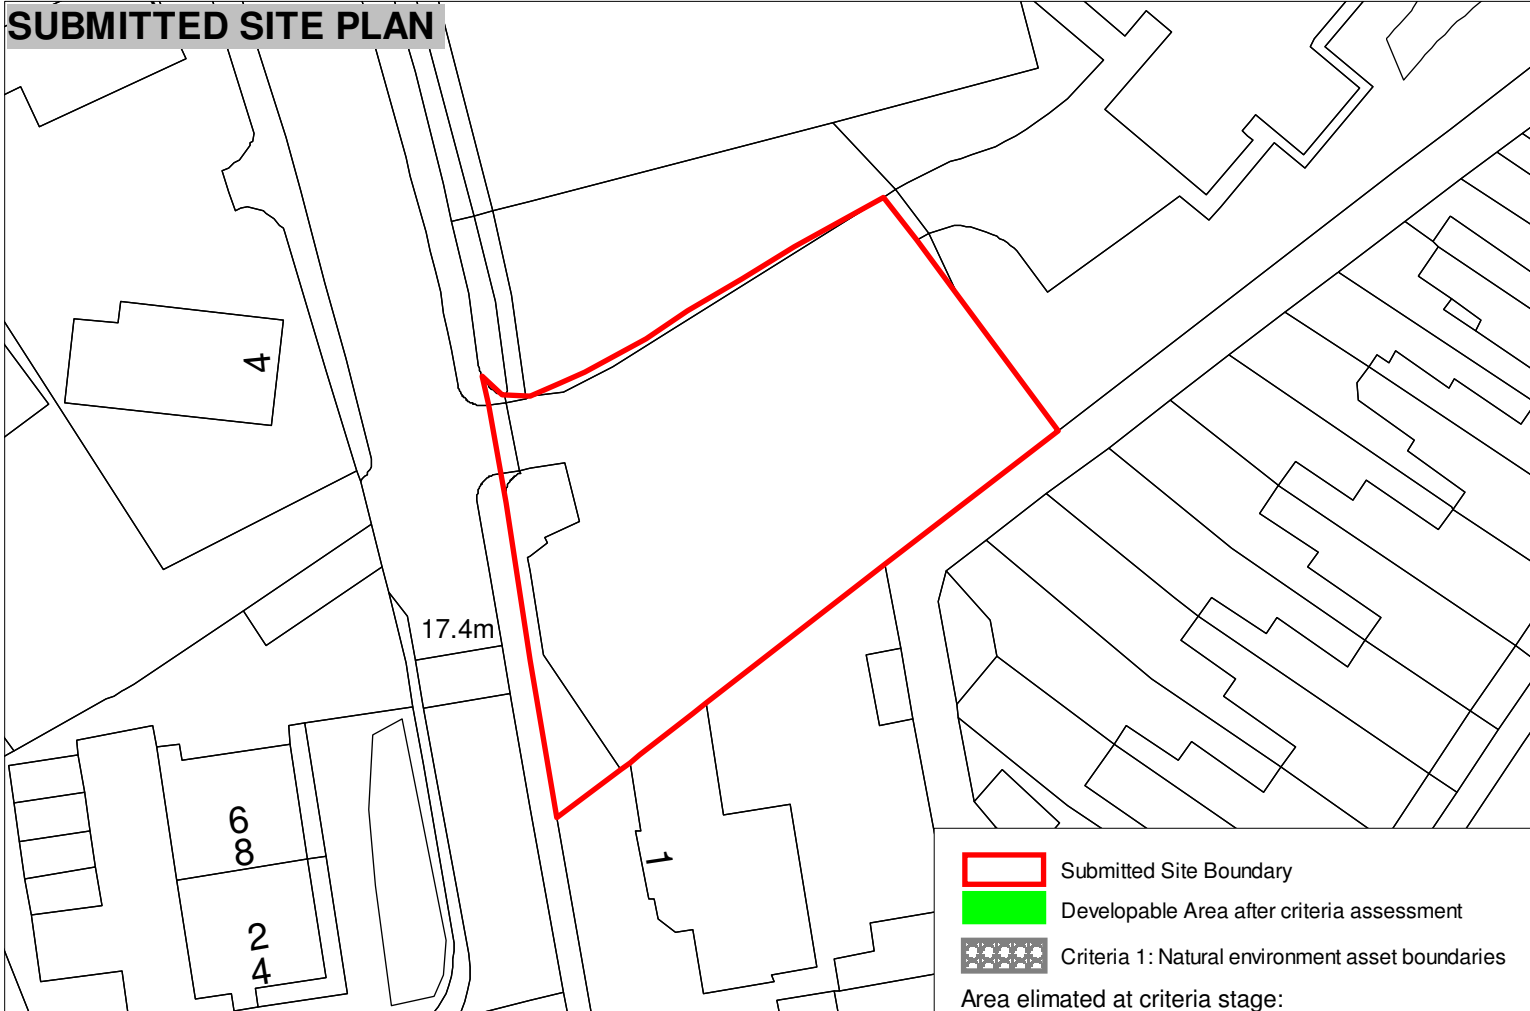 SUBMITTED SITE PLAN
4
17.4m
6
8
1
2
4
Submitted Site Boundary
Developable Area after criteria assessment
Criteria 1: Natural environment asset boundaries
Area elimated at criteria stage: